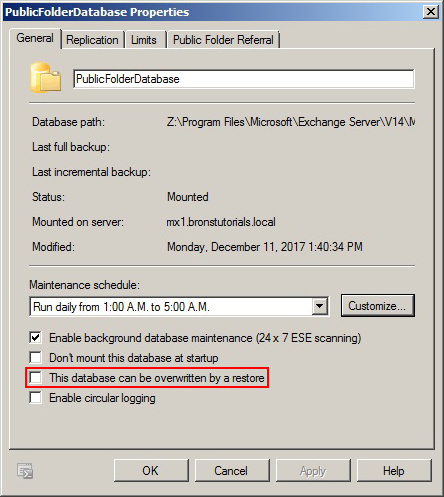 PublicFolderDatabase Properties
General Replication Limits Public Folder Referral
PublicFolderDatabase
Database path: Z:\Program Files\Microsoft\Exchange Server\V14\M
Last full backup:
Last incremental backup:
Status: Mounted
Mounted on server: mx1.bronstutorials.local
Modified: Monday, December 11, 2017 1:40:34 PM
Maintenance schedule:
Run daily from 1:00 A.M. to 5:00 A.M. Customize...
Enable background database maintenance (24 x 7 ESE scanning)
Don't mount this database at startup
This database can be overwritten by a restore
Enable circular logging
OK Cancel Apply Help